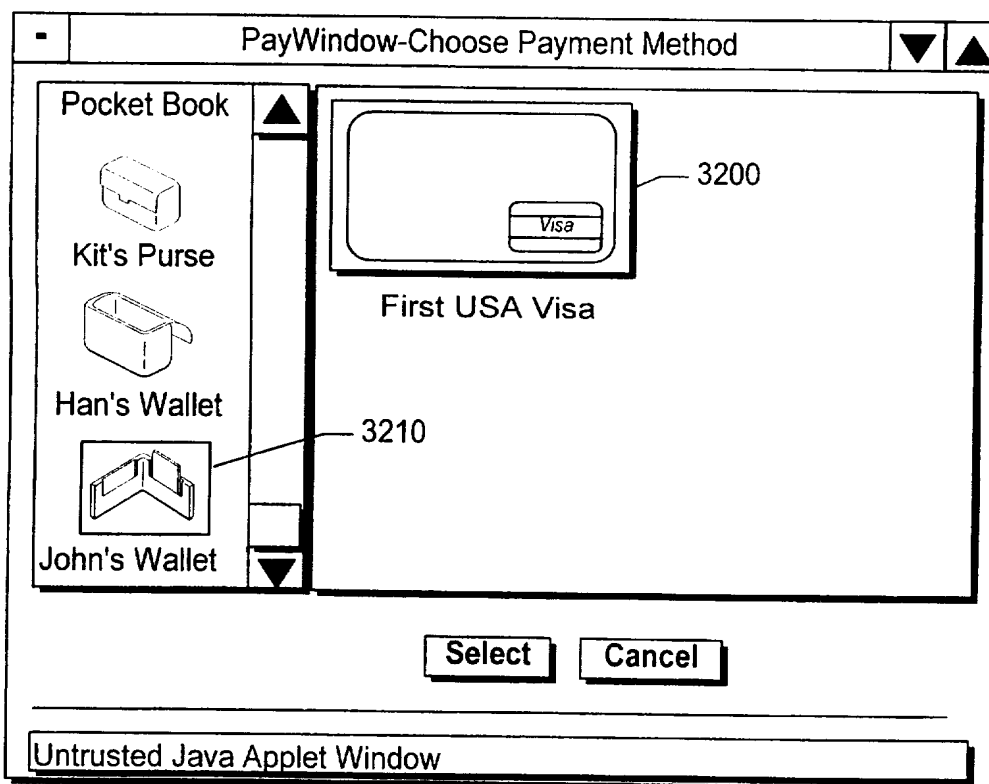 PayWindow-Choose Payment Method
Pocket Book
Kit's Purse
Han's Wallet
3210
John's Wallet
Visa
3200
First USA Visa
Select
Cancel
Untrusted Java Applet Window